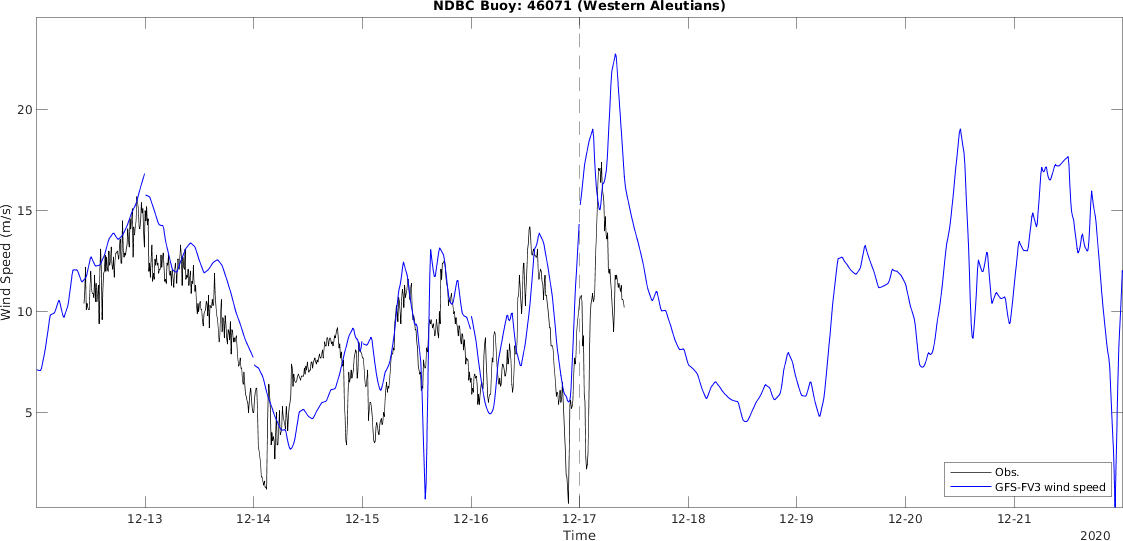 NDBC Buoy: 46071 (Western Aleutians)
Wind Speed (m/s)
20
15
10
5
Obs.
GFS-FV3 wind speed
12-13 12-14 12-15 12-16 12-17 12-18 12-19 12-20 12-21
Time
2020